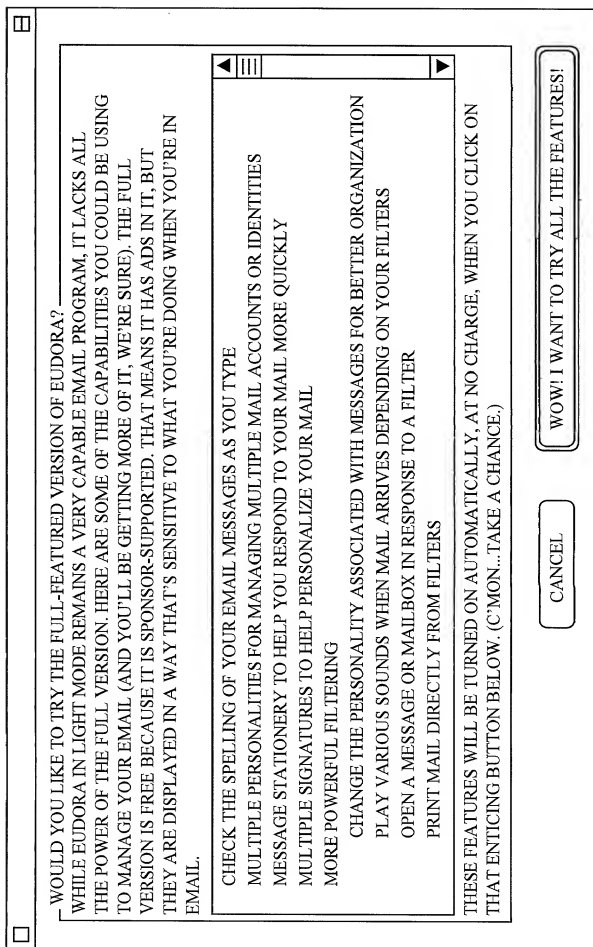 WOULD YOU LIKE TO TRY THE FULL-FEATURED VERSION OF EUDORA?
WHILE EUDORA IN LIGHT MODE REMAINS A VERY CAPABLE EMAIL PROGRAM, IT LACKS ALL
THE POWER OF THE FULL VERSION. HERE ARE SOME OF THE CAPABILITIES YOU COULD BE USING
TO MANAGE YOUR EMAIL (AND YOU'LL BE GETTING MORE OF IT, WE'RE SURE). THE FULL
VERSION IS FREE BECAUSE IT IS SPONSOR-SUPPORTED. THAT MEANS IT HAS ADS IN IT, BUT
THEY ARE DISPLAYED IN A WAY THAT'S SENSITIVE TO WHAT YOU'RE DOING WHEN YOU'RE IN
EMAIL.
CHECK THE SPELLING OF YOUR EMAIL MESSAGES AS YOU TYPE
MULTIPLE PERSONALITIES FOR MANAGING MULTIPLE MAIL ACCOUNTS OR IDENTITIES
MESSAGE STATIONERY TO HELP YOU RESPOND TO YOUR MAIL MORE QUICKLY
MULTIPLE SIGNATURES TO HELP PERSONALIZE YOUR MAIL
MORE POWERFUL FILTERING
CHANGE THE PERSONALITY ASSOCIATED WITH MESSAGES FOR BETTER ORGANIZATION
PLAY VARIOUS SOUNDS WHEN MAIL ARRIVES DEPENDING ON YOUR FILTERS
OPEN A MESSAGE OR MAILBOX IN RESPONSE TO A FILTER
PRINT MAIL DIRECTLY FROM FILTERS
THESE FEATURES WILL BE TURNED ON AUTOMATICALLY, AT NO CHARGE, WHEN YOU CLICK ON
THAT ENTICING BUTTON BELOW. (C'MON...TAKE A CHANCE.)
CANCEL
WOW! I WANT TO TRY ALL THE FEATURES!